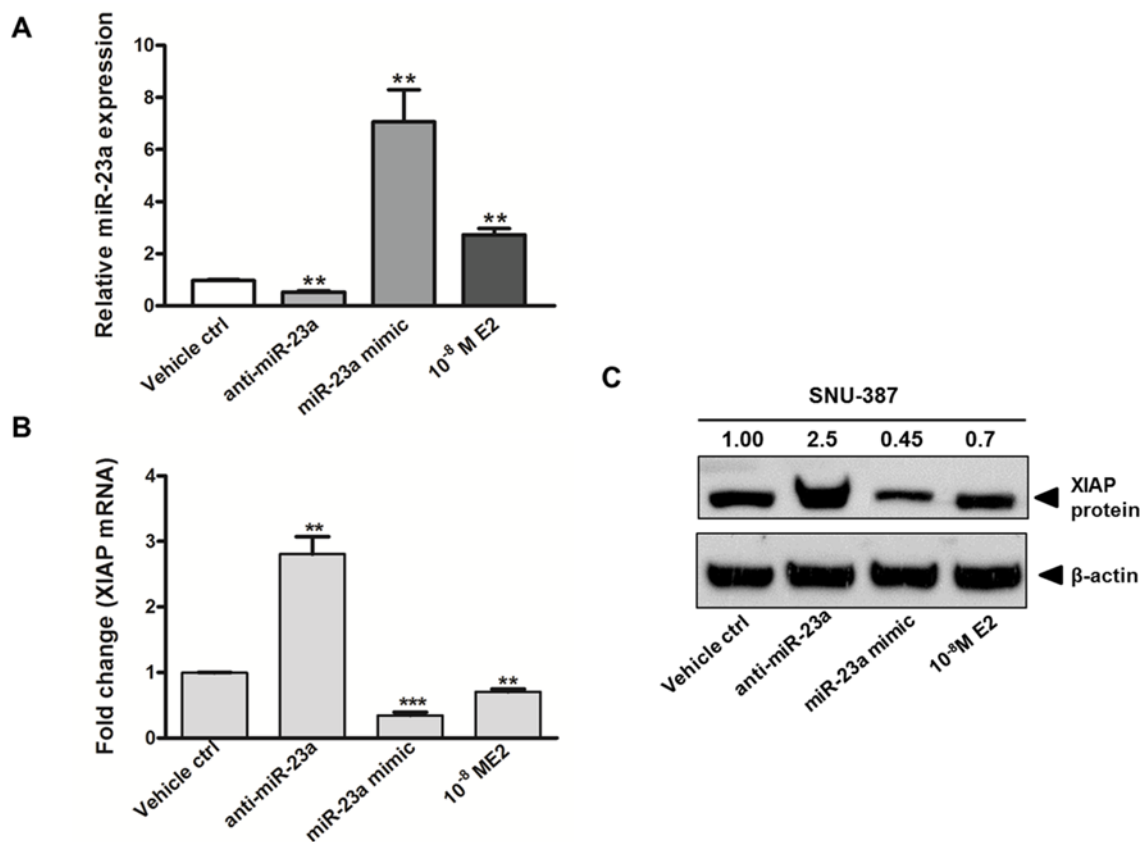 A
Relative miR-23a expression
10
8
6
4
2
0
**
**
**
Vehicle ctrl
anti-miR-23a
miR-23a mimic
10⁻⁸ M E2
B
Fold change (XIAP mRNA)
4
3
2
1
0
**
***
**
Vehicle ctrl
anti-miR-23a
miR-23a mimic
10⁻⁸ ME2
C
SNU-387
1.00 2.5 0.45 0.7
XIAP
protein
β-actin
Vehicle ctrl
anti-miR-23a
miR-23a mimic
10⁻⁸M E2